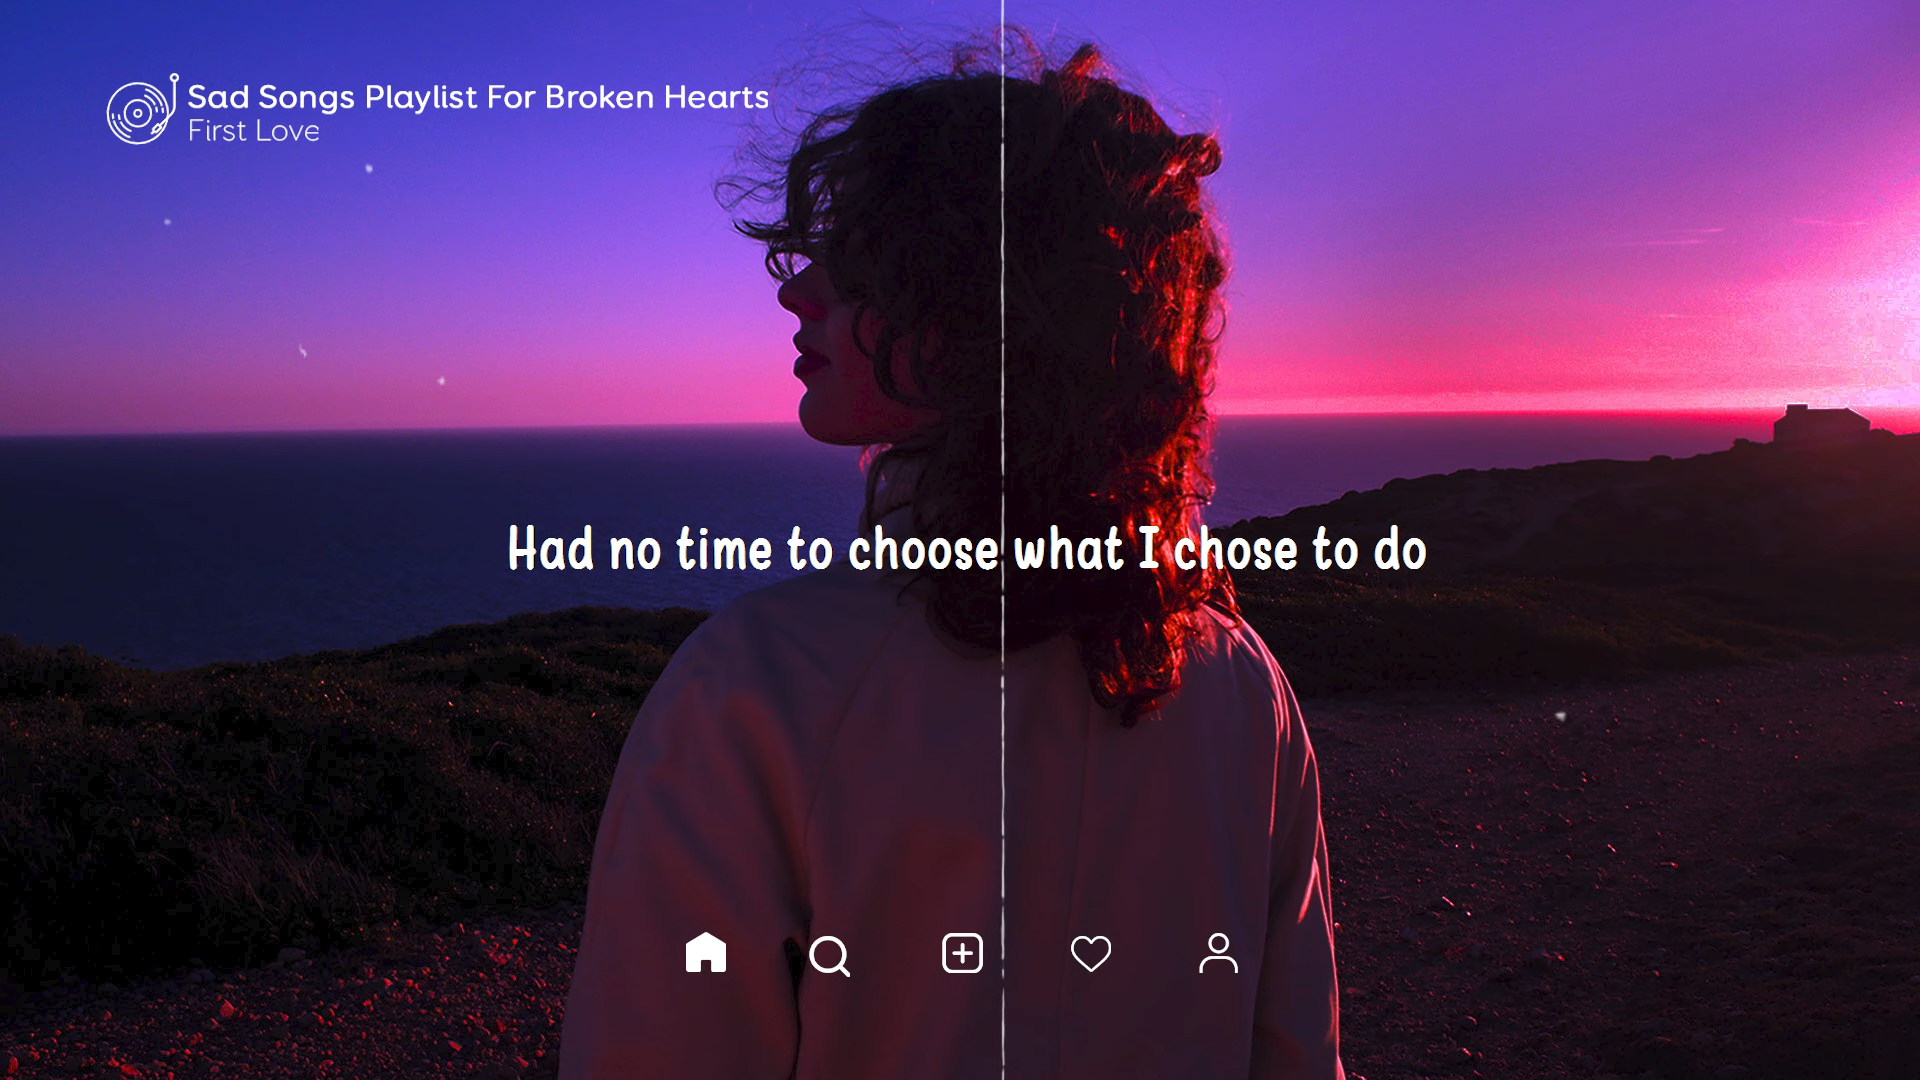 Sad Songs Playlist For Broken Hearts
First Love
Had no time to choose what I chose to do